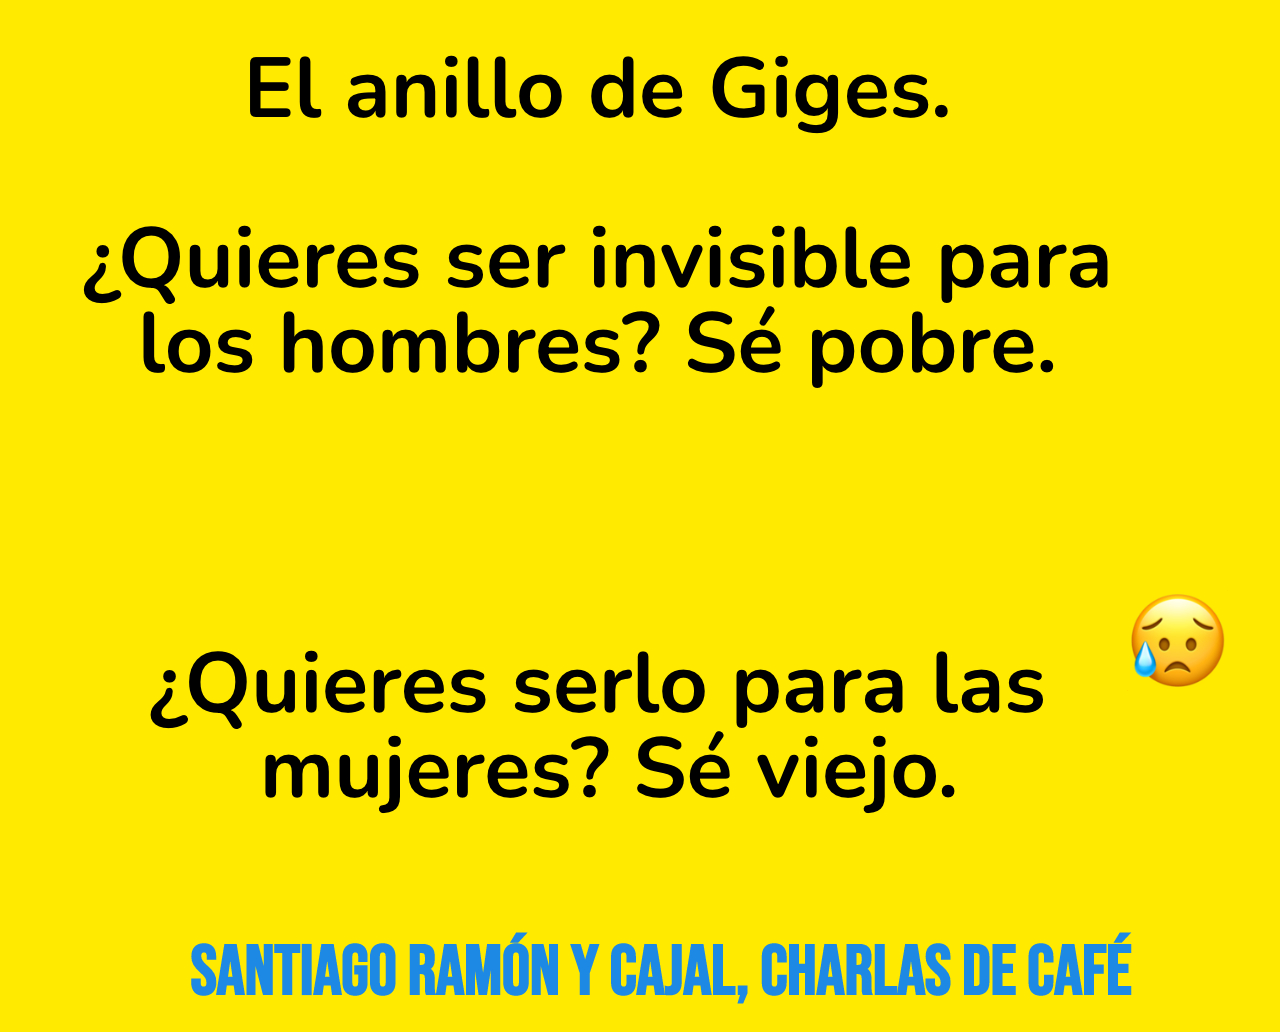 El anillo de Giges.
¿Quieres ser invisible para
los hombres? Sé pobre.
¿Quieres serlo para las
mujeres? Sé viejo.
SANTIAGO RAMÓN Y CAJAL, CHARLAS DE CAFÉ